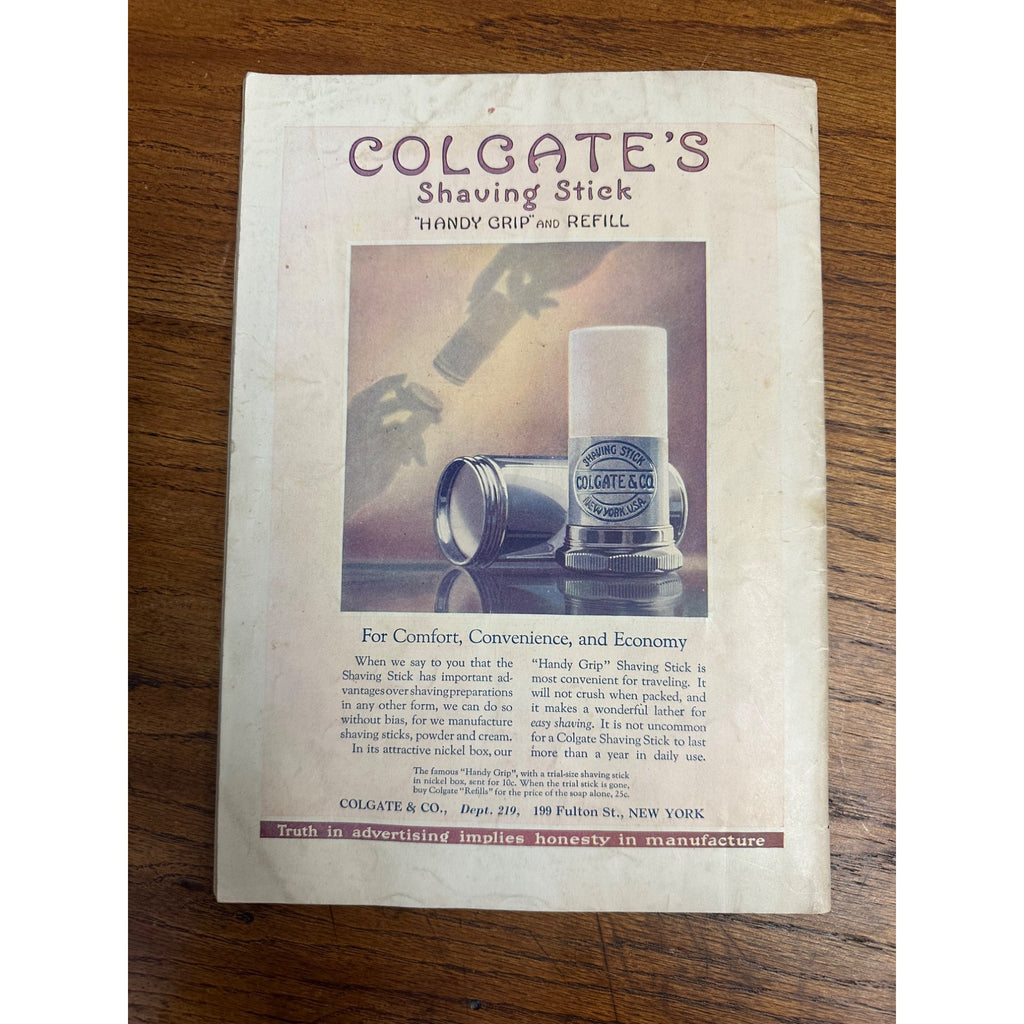 COLGATE'S
Shaving Stick
"HANDY GRIP" AND REFILL
SHAVING STICK
COLGATE & CO.
NEW YORK. U.S.A.
For Comfort, Convenience, and Economy
When we say to you that the
Shaving Stick has important ad-
vantages over shaving preparations
in any other form, we can do so
without bias, for we manufacture
shaving sticks, powder and cream.
In its attractive nickel box, our
"Handy Grip" Shaving Stick is
most convenient for traveling. It
will not crush when packed, and
it makes a wonderful lather for
easy shaving. It is not uncommon
for a Colgate Shaving Stick to last
more than a year in daily use.
The famous "Handy Grip", with a trial-size shaving stick
in nickel box, sent for 10c. When the trial stick is gone,
buy Colgate "Refills" for the price of the soap alone, 25c.
COLGATE & CO., Dept. 219, 199 Fulton St., NEW YORK
Truth in advertising implies honesty in manufacture